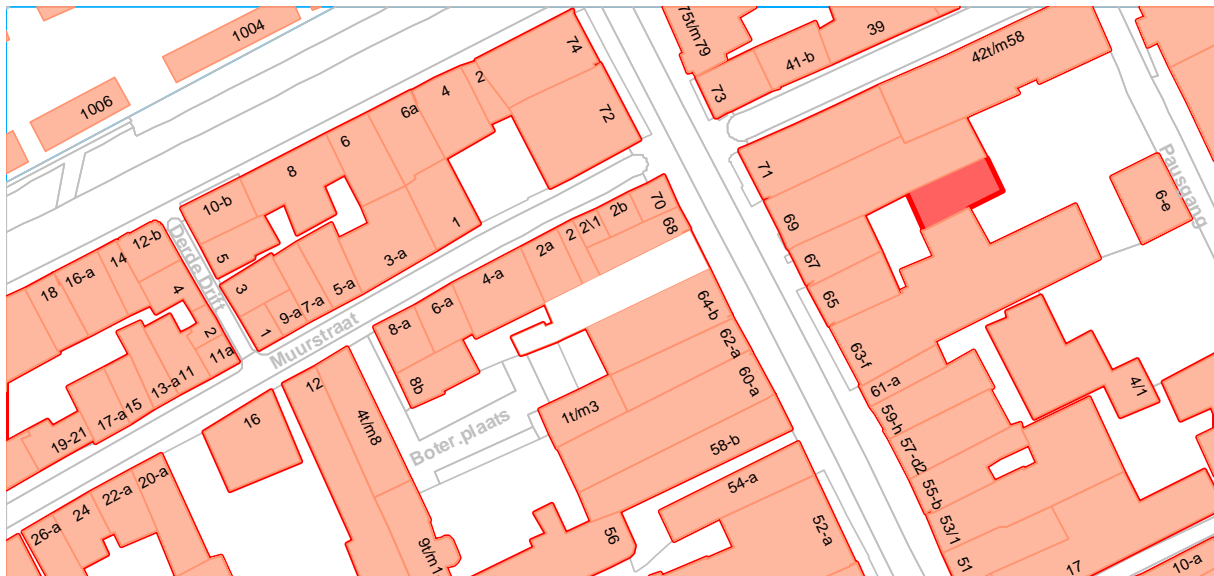 1004
1006
74
72
2
4
6a
6
8
10-b
5
75t/m79
73
41-b
39
42t/m58
71
69
67
65
63-f
61-a
59-h
57-d2
55-b
53/1
51
17
10-a
4/1
6-e
Pausgang
1
3-a
5-a
7-a
9-a
1
3
Derde Drift
12-b
14
16-a
18
4
2
11a
11
13-a
15
17-a
19-21
Muurstraat
70
68
2b
2\1
2
2a
4-a
6-a
8-a
8b
64-b
62-a
60-a
1t/m3
58-b
Boter.plaats
12
4t/m8
16
9t/m1
56
54-a
52-a
20-a
22-a
24
26-a